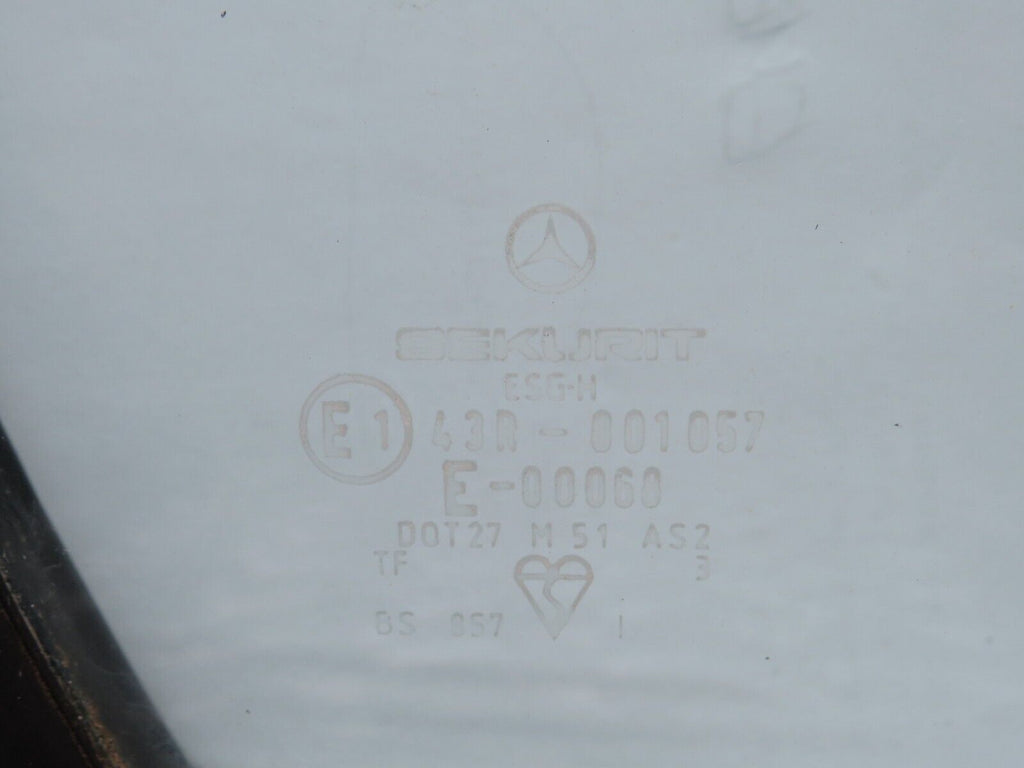 SEKURIT
ESG-H
E1 43R - 001057
E-00060
DOT27 M 51 AS2
TF 3
BS 857 I